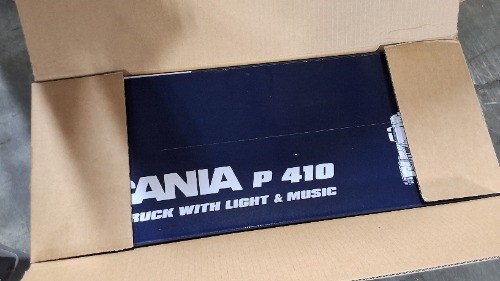 CANIA P 410
RUCK WITH LIGHT & MUSIC